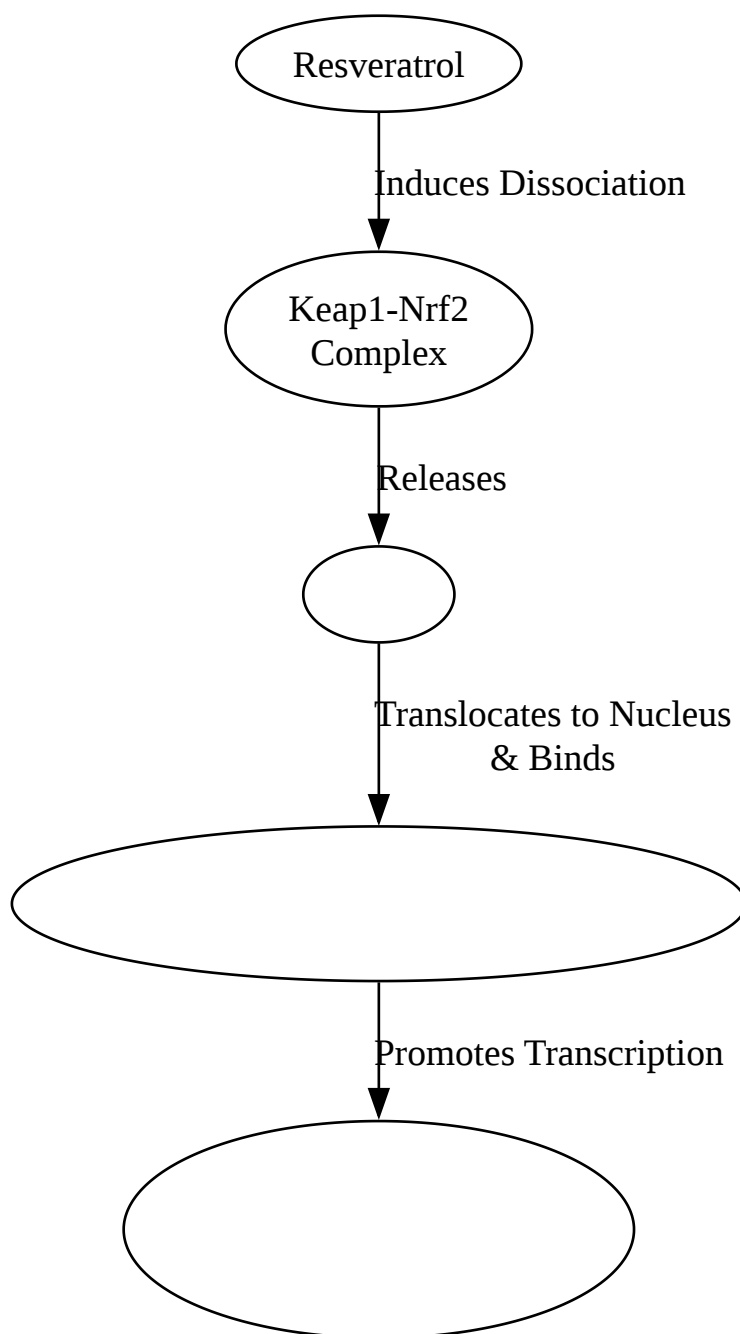 Resveratrol
Induces Dissociation
Keap1-Nrf2
Complex
Releases
Translocates to Nucleus
& Binds
Promotes Transcription